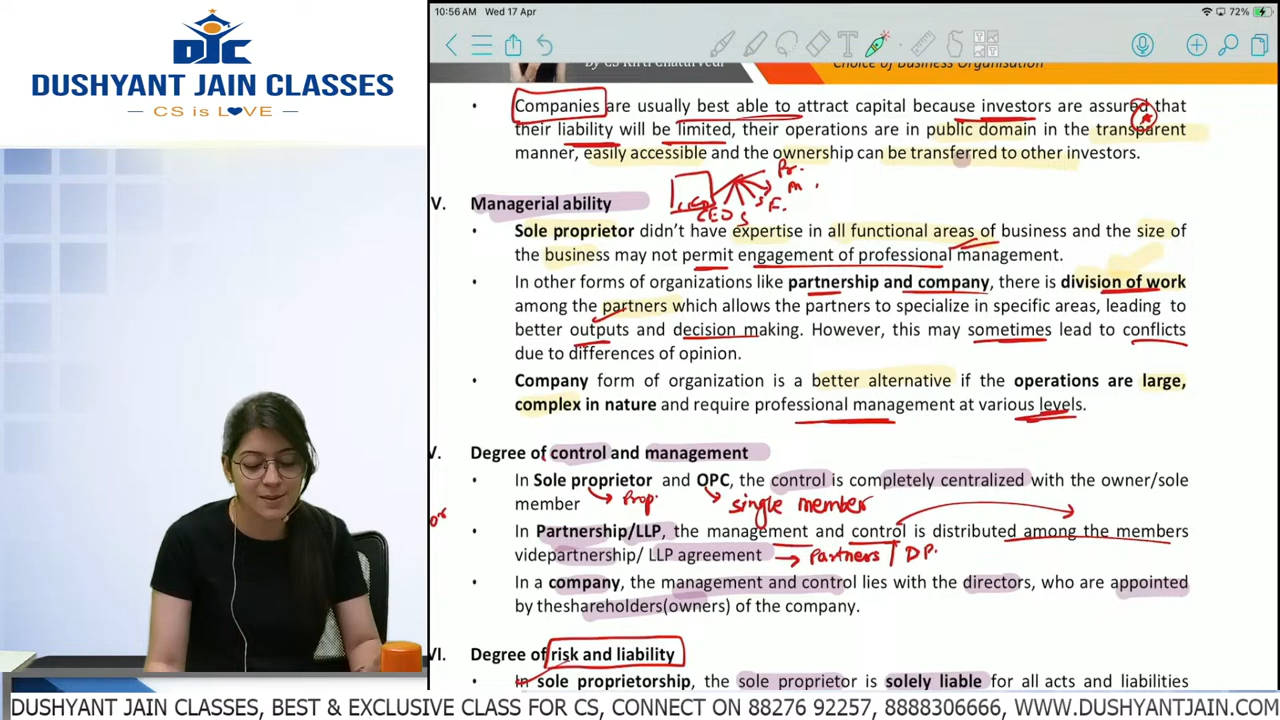 10:56 AM Wed 17 Apr
72%
DJC
DUSHYANT JAIN CLASSES
CS is LOVE
By CS Kirti Chaturvedi
Choice of Business Organisation
• Companies are usually best able to attract capital because investors are assured that
their liability will be limited, their operations are in public domain in the transparent
manner, easily accessible and the ownership can be transferred to other investors.
Pr.
M
F.
CEO
S
V. Managerial ability
• Sole proprietor didn't have expertise in all functional areas of business and the size of
the business may not permit engagement of professional management.
• In other forms of organizations like partnership and company, there is division of work
among the partners which allows the partners to specialize in specific areas, leading to
better outputs and decision making. However, this may sometimes lead to conflicts
due to differences of opinion.
• Company form of organization is a better alternative if the operations are large,
complex in nature and require professional management at various levels.
V. Degree of control and management
• In Sole proprietor and OPC, the control is completely centralized with the owner/sole
member
Prop. single member
or
• In Partnership/LLP, the management and control is distributed among the members
videpartnership/ LLP agreement → Partners / DP.
• In a company, the management and control lies with the directors, who are appointed
by theshareholders(owners) of the company.
VI. Degree of risk and liability
• In sole proprietorship, the sole proprietor is solely liable for all acts and liabilities
DUSHYANT JAIN CLASSES, BEST & EXCLUSIVE CLASS FOR CS, CONNECT ON 88276 92257, 8888306666, WWW.DUSHYANTJAIN.COM